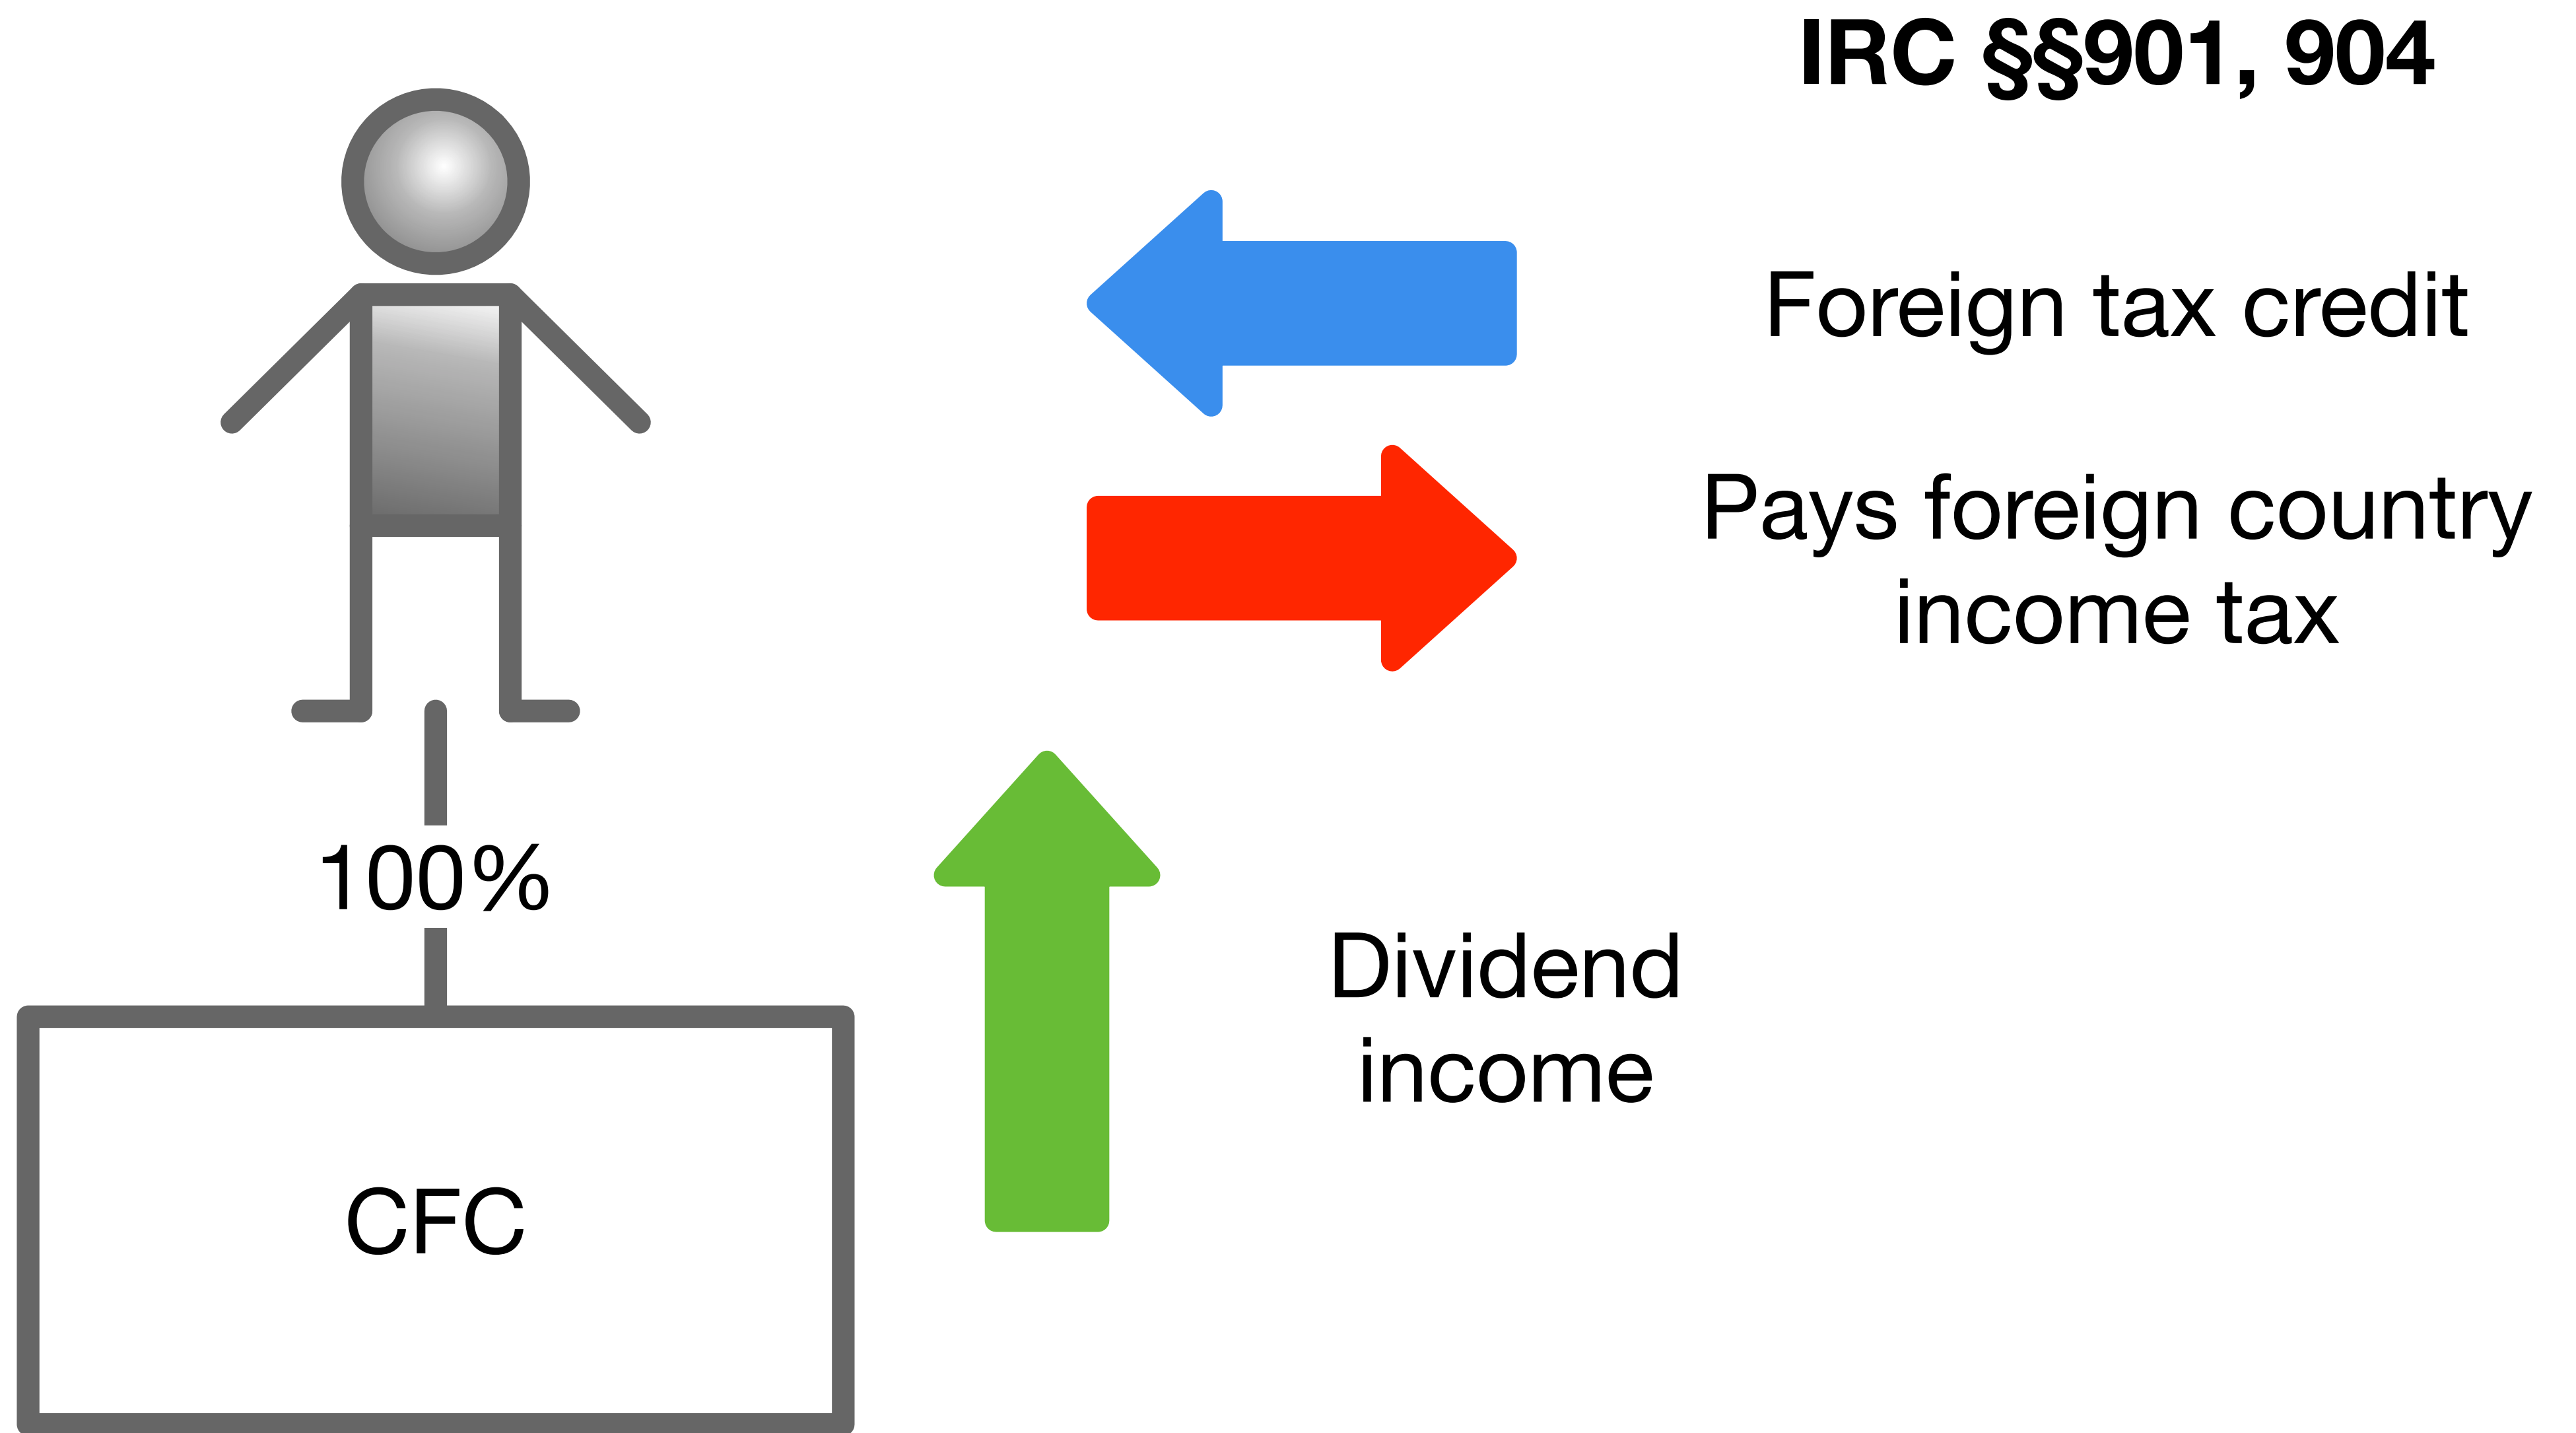 IRC §§901, 904
Foreign tax credit
Pays foreign country
income tax
100%
Dividend
income
CFC